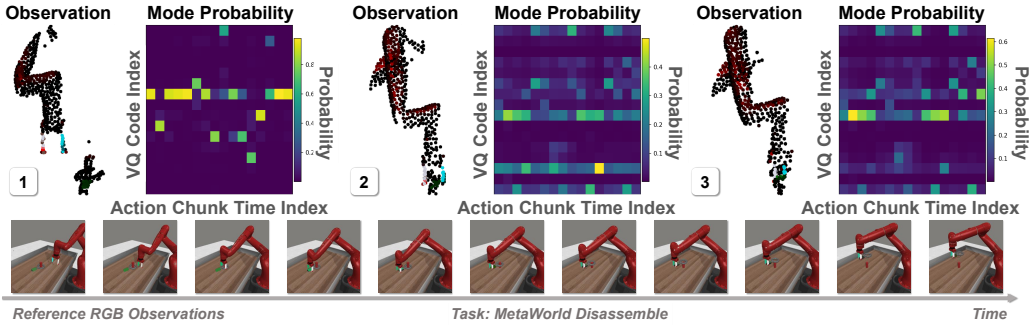 Observation Mode Probability Observation Mode Probability Observation Mode Probability
VQ Code Index
0.8
0.6
0.4
0.2
Probability
1
VQ Code Index
0.4
0.3
0.2
0.1
Probability
2
VQ Code Index
0.6
0.5
0.4
0.3
0.2
0.1
Probability
3
Action Chunk Time Index Action Chunk Time Index Action Chunk Time Index
Reference RGB Observations Task: MetaWorld Disassemble Time